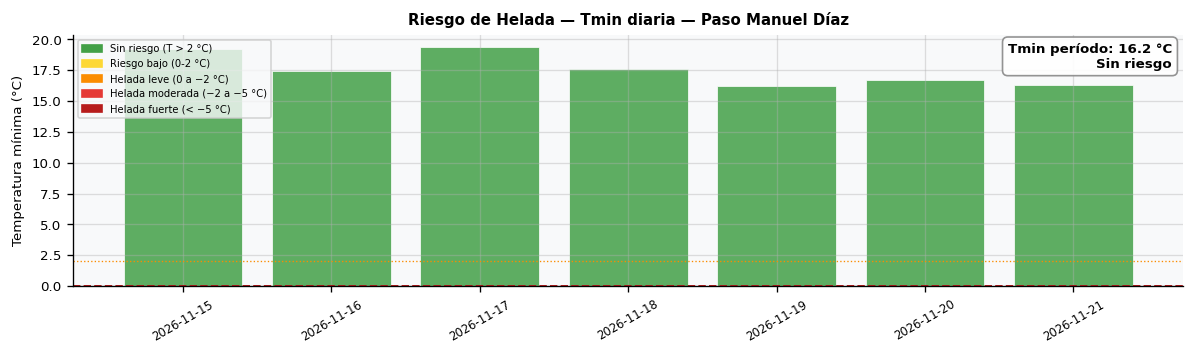 Riesgo de Helada — Tmin diaria — Paso Manuel Díaz
Temperatura mínima (°C)
20.0
17.5
15.0
12.5
10.0
7.5
5.0
2.5
0.0
Sin riesgo (T > 2 °C)
Riesgo bajo (0-2 °C)
Helada leve (0 a −2 °C)
Helada moderada (−2 a −5 °C)
Helada fuerte (< −5 °C)
Tmin período: 16.2 °C
Sin riesgo
2026-11-15
2026-11-16
2026-11-17
2026-11-18
2026-11-19
2026-11-20
2026-11-21